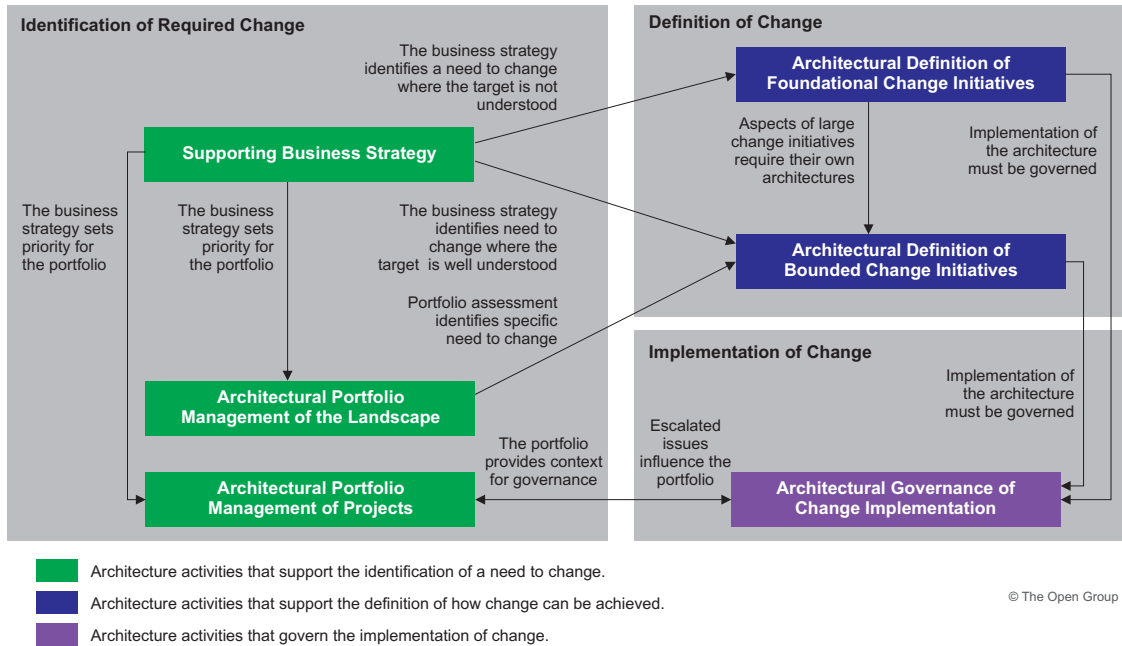 Identification of Required Change
The business strategy
identifies a need to change
where the target is not
understood
Supporting Business Strategy
The business
strategy sets
priority for
the portfolio
The business
strategy sets
priority for
the portfolio
The business strategy
identifies need to
change where the
target is well understood
Portfolio assessment
identifies specific
need to change
Architectural Portfolio
Management of the Landscape
The portfolio
provides context
for governance
Architectural Portfolio
Management of Projects
Definition of Change
Architectural Definition of
Foundational Change Initiatives
Aspects of large
change initiatives
require their own
architectures
Implementation of
the architecture
must be governed
Architectural Definition of
Bounded Change Initiatives
Implementation of Change
Implementation of
the architecture
must be governed
Escalated
issues
influence the
portfolio
Architectural Governance of
Change Implementation
Architecture activities that support the identification of a need to change.
Architecture activities that support the definition of how change can be achieved.
Architecture activities that govern the implementation of change.
© The Open Group